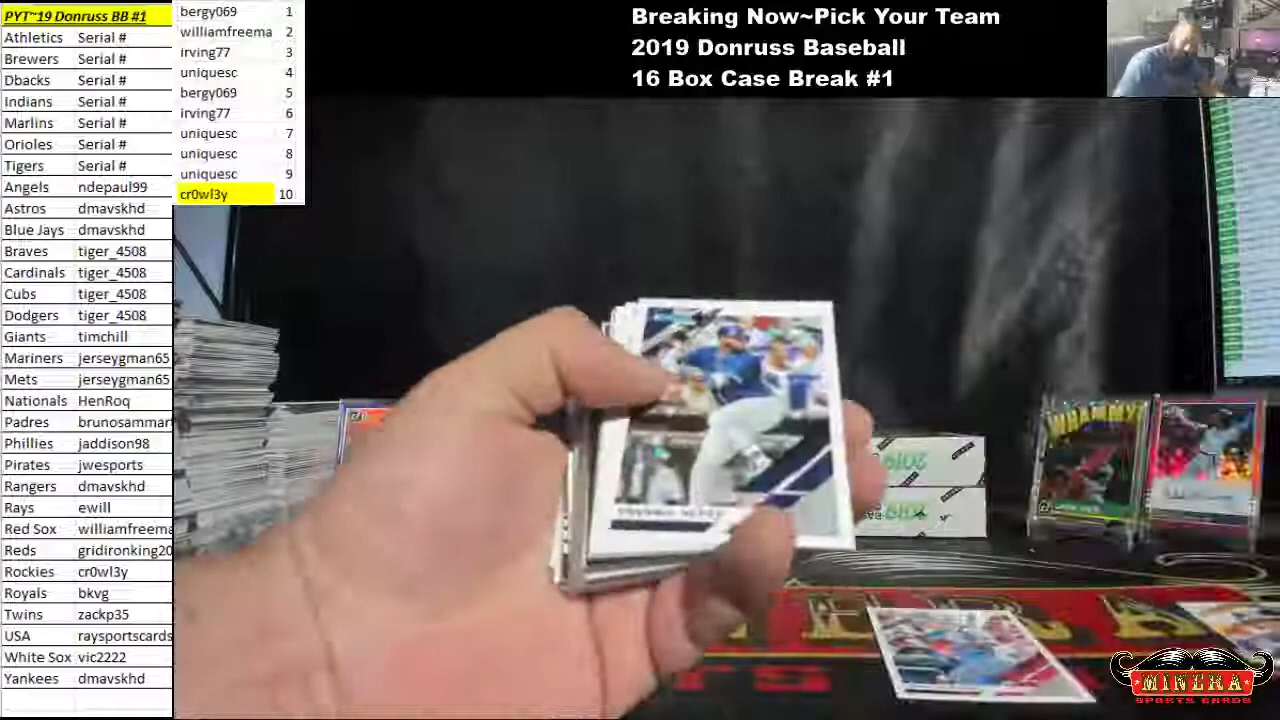 PYT~19 Donruss BB #1
Athletics Serial #
Brewers Serial #
Dbacks Serial #
Indians Serial #
Marlins Serial #
Orioles Serial #
Tigers Serial #
Angels ndepaul99
Astros dmavskhd
Blue Jays dmavskhd
Braves tiger_4508
Cardinals tiger_4508
Cubs tiger_4508
Dodgers tiger_4508
Giants timchill
Mariners jerseygman65
Mets jerseygman65
Nationals HenRoq
Padres brunosammar
Phillies jaddison98
Pirates jwesports
Rangers dmavskhd
Rays ewill
Red Sox williamfreema
Reds gridironking20
Rockies cr0wl3y
Royals bkvg
Twins zackp35
USA raysportscards
White Sox vic2222
Yankees dmavskhd
bergy069 1
williamfreema 2
irving77 3
uniquesc 4
bergy069 5
irving77 6
uniquesc 7
uniquesc 8
uniquesc 9
cr0wl3y 10
Breaking Now~Pick Your Team
2019 Donruss Baseball
16 Box Case Break #1
WHAMMY
2019
2019
MINERA
SPORTS CARDS